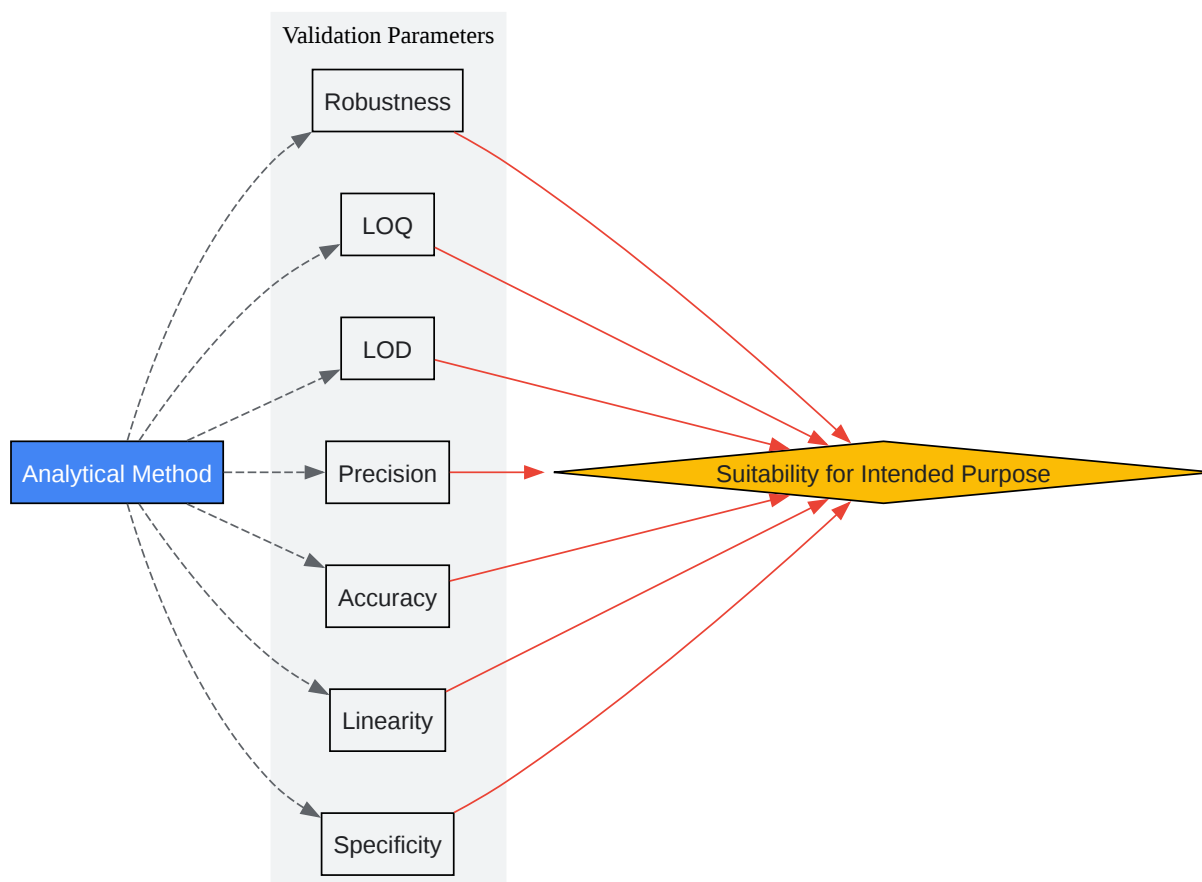 Validation Parameters
Robustness
LOQ
LOD
Analytical Method
Precision
Suitability for Intended Purpose
Accuracy
Linearity
Specificity